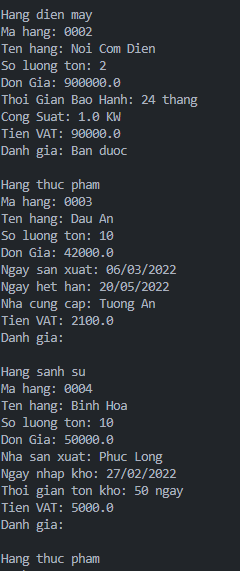 Hang dien may
Ma hang: 0002
Ten hang: Noi Com Dien
So luong ton: 2
Don Gia: 900000.0
Thoi Gian Bao Hanh: 24 thang
Cong Suat: 1.0 KW
Tien VAT: 90000.0
Danh gia: Ban duoc

Hang thuc pham
Ma hang: 0003
Ten hang: Dau An
So luong ton: 10
Don Gia: 42000.0
Ngay san xuat: 06/03/2022
Ngay het han: 20/05/2022
Nha cung cap: Tuong An
Tien VAT: 2100.0
Danh gia:

Hang sanh su
Ma hang: 0004
Ten hang: Binh Hoa
So luong ton: 10
Don Gia: 50000.0
Nha san xuat: Phuc Long
Ngay nhap kho: 27/02/2022
Thoi gian ton kho: 50 ngay
Tien VAT: 5000.0
Danh gia:

Hang thuc pham